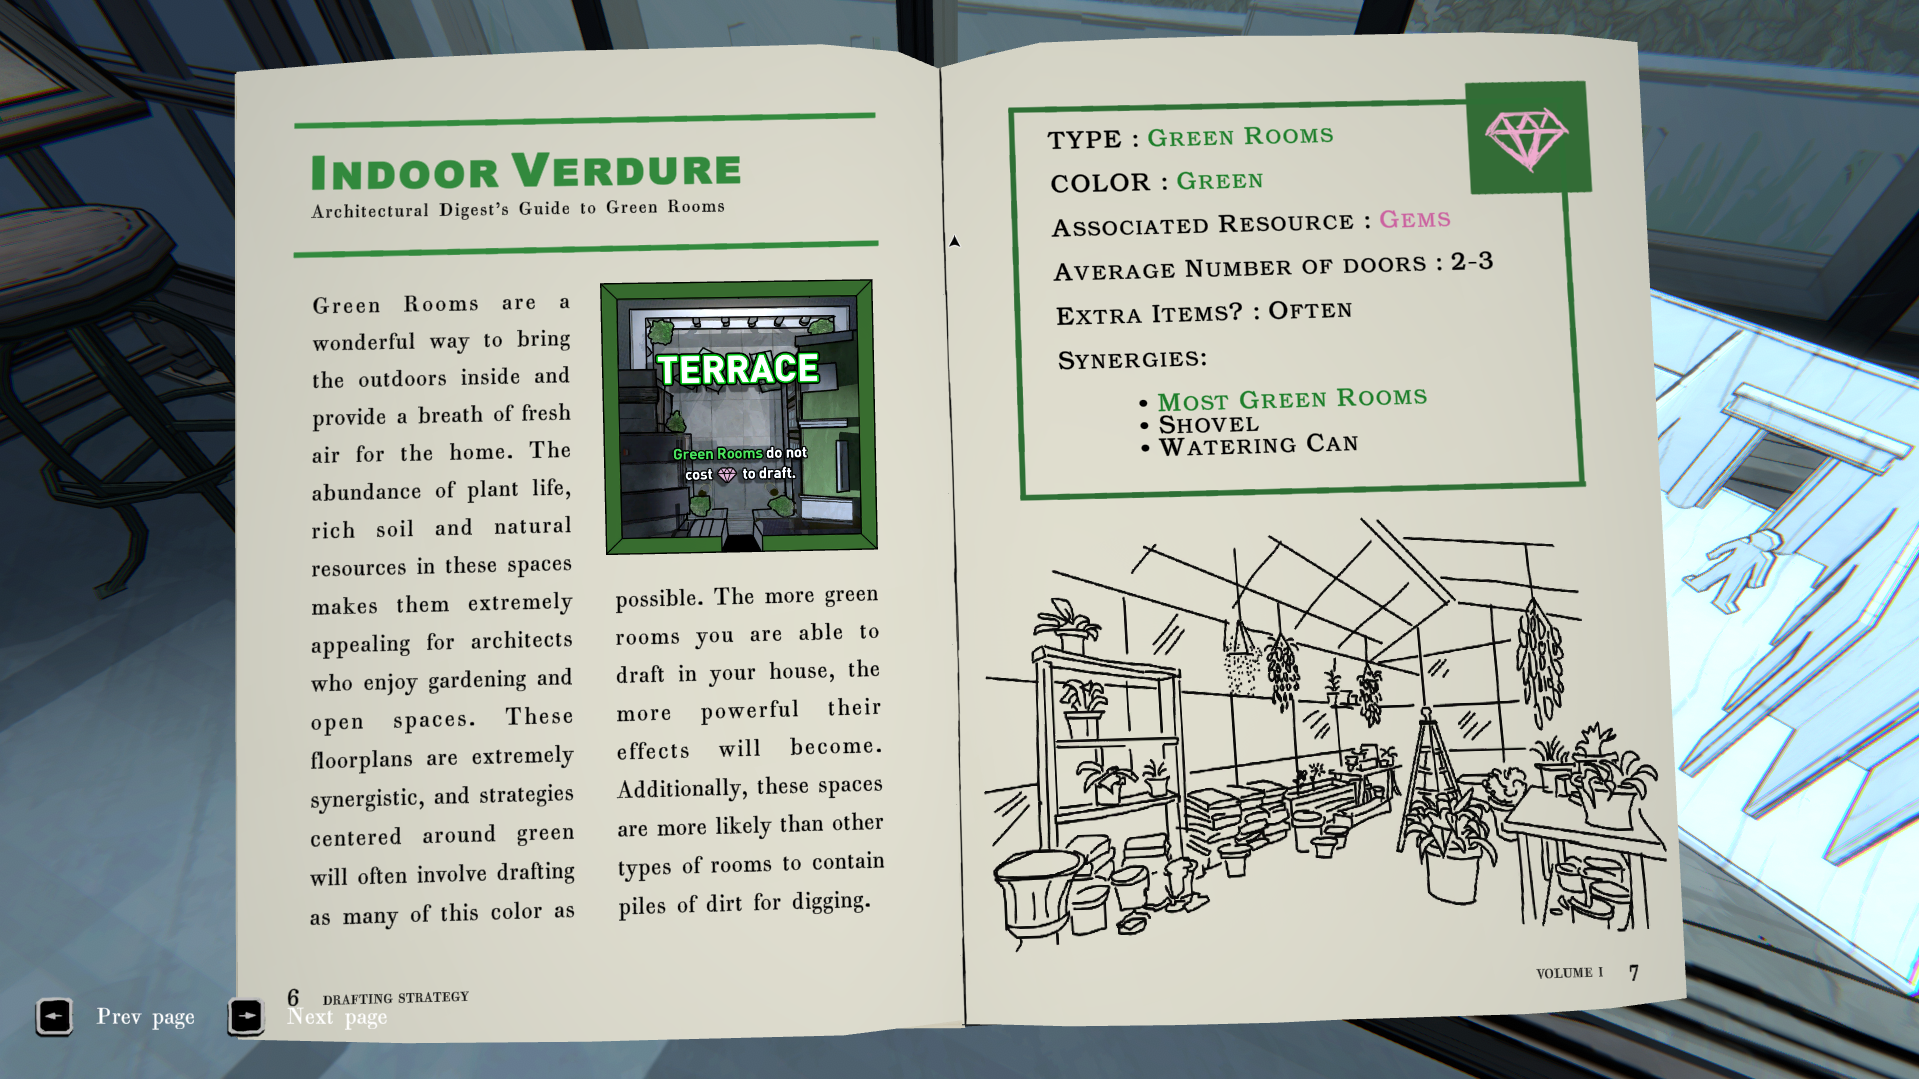 INDOOR VERDURE
Architectural Digest's Guide to Green Rooms
Green Rooms are a
wonderful way to bring
the outdoors inside and
provide a breath of fresh
air for the home. The
abundance of plant life,
rich soil and natural
resources in these spaces
makes them extremely
appealing for architects
who enjoy gardening and
open spaces. These
floorplans are extremely
synergistic, and strategies
centered around green
will often involve drafting
as many of this color as
TERRACE
Green Rooms do not
cost to draft.
possible. The more green
rooms you are able to
draft in your house, the
more powerful their
effects will become.
Additionally, these spaces
are more likely than other
types of rooms to contain
piles of dirt for digging.
6 DRAFTING STRATEGY
TYPE : GREEN ROOMS
COLOR : GREEN
ASSOCIATED RESOURCE : GEMS
AVERAGE NUMBER OF DOORS : 2-3
EXTRA ITEMS? : OFTEN
SYNERGIES:
• MOST GREEN ROOMS
• SHOVEL
• WATERING CAN
VOLUME I 7
Prev page Next page